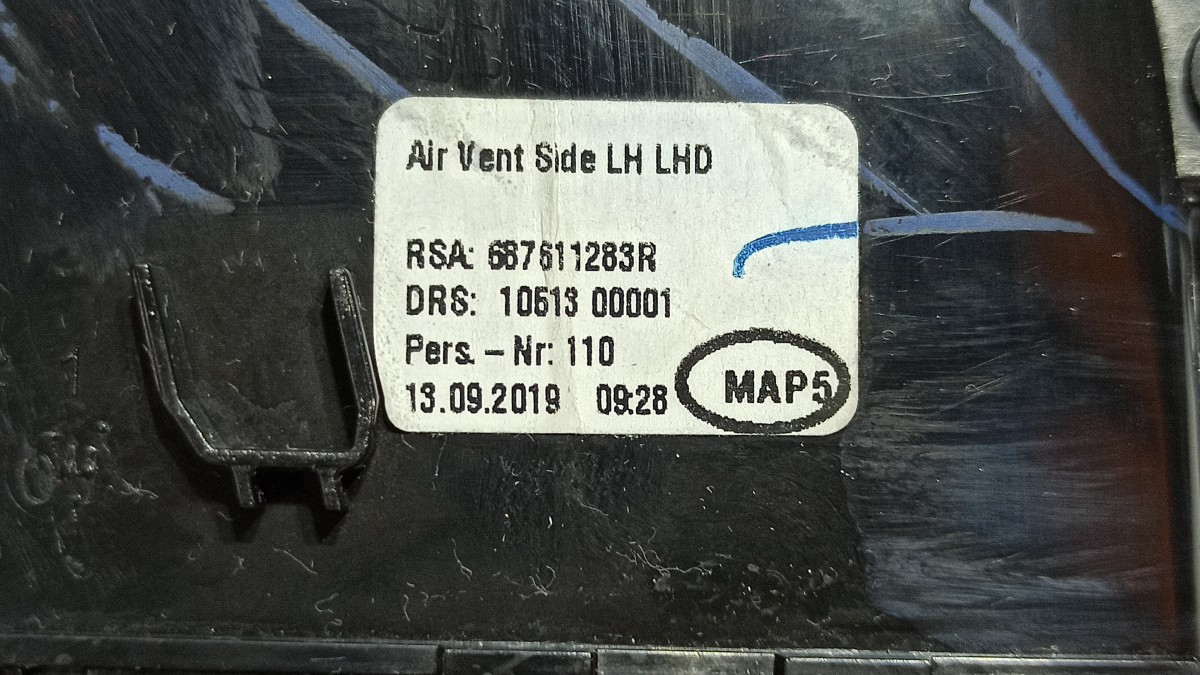 Air Vent Side LH LHD
RSA: 687611283R
DRS: 10613 00001
Pers. – Nr: 110
13.09.2019 09:28
MAP5
1